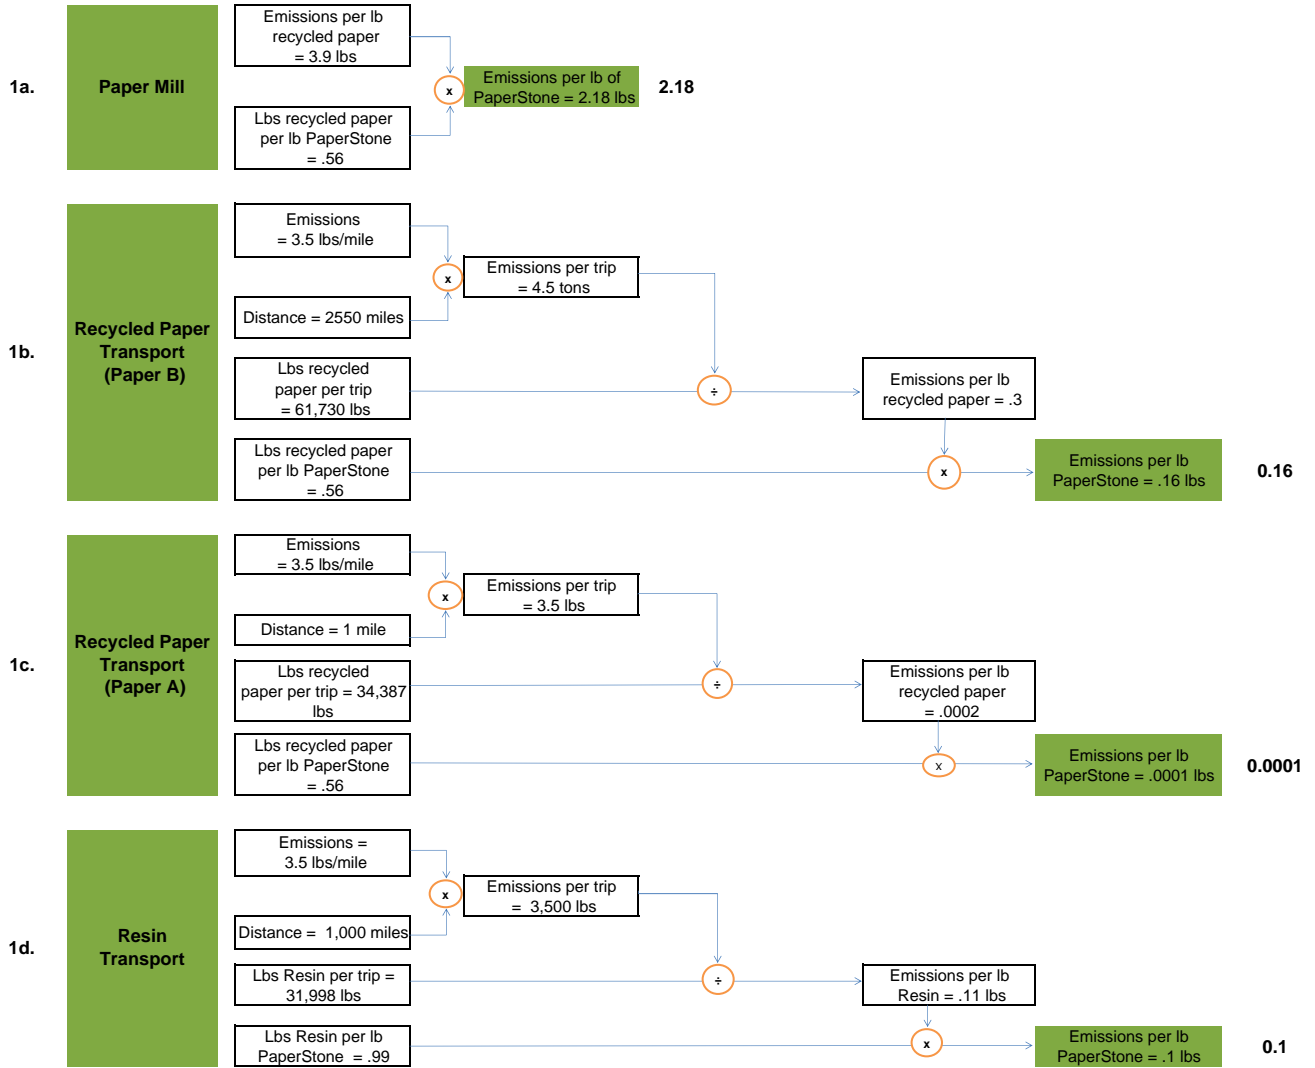 1a.
Paper Mill
Emissions per lb
recycled paper
= 3.9 lbs
x
Emissions per lb of
PaperStone = 2.18 lbs
2.18
Lbs recycled paper
per lb PaperStone
= .56
1b.
Recycled Paper
Transport
(Paper B)
Emissions
= 3.5 lbs/mile
x
Emissions per trip
= 4.5 tons
Distance = 2550 miles
Lbs recycled
paper per trip
= 61,730 lbs
÷
Emissions per lb
recycled paper = .3
Lbs recycled paper
per lb PaperStone
= .56
x
Emissions per lb
PaperStone = .16 lbs
0.16
1c.
Recycled Paper
Transport
(Paper A)
Emissions
= 3.5 lbs/mile
x
Emissions per trip
= 3.5 lbs
Distance = 1 mile
Lbs recycled
paper per trip = 34,387
lbs
÷
Emissions per lb
recycled paper
= .0002
Lbs recycled paper
per lb PaperStone
= .56
x
Emissions per lb
PaperStone = .0001 lbs
0.0001
1d.
Resin
Transport
Emissions =
3.5 lbs/mile
x
Emissions per trip
= 3,500 lbs
Distance = 1,000 miles
Lbs Resin per trip =
31,998 lbs
÷
Emissions per lb
Resin = .11 lbs
Lbs Resin per lb
PaperStone = .99
x
Emissions per lb
PaperStone = .1 lbs
0.1